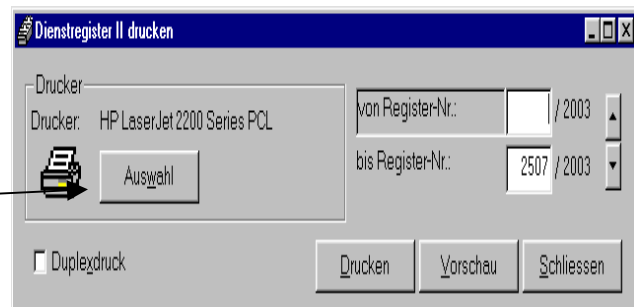 Dienstregister II drucken
Drucker
Drucker: HP LaserJet 2200 Series PCL
Auswahl
von Register-Nr.: / 2003
bis Register-Nr.: 2507 / 2003
Duplexdruck
Drucken Vorschau Schliessen